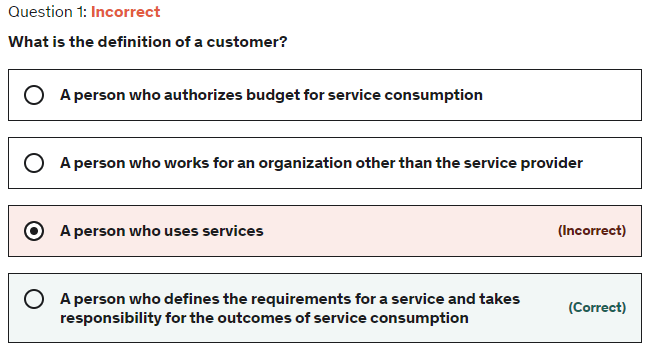 Question 1: Incorrect
What is the definition of a customer?
A person who authorizes budget for service consumption
A person who works for an organization other than the service provider
A person who uses services (Incorrect)
A person who defines the requirements for a service and takes
responsibility for the outcomes of service consumption (Correct)